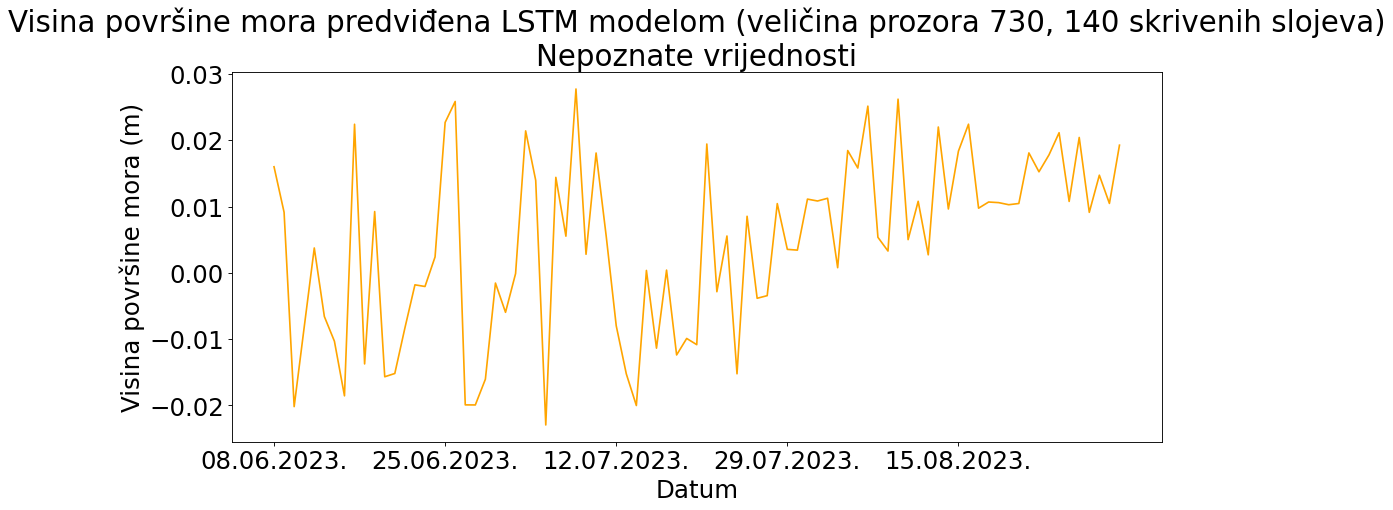 Visina površine mora predviđena LSTM modelom (veličina prozora 730, 140 skrivenih slojeva)
Nepoznate vrijednosti
Visina površine mora (m)
0.03
0.02
0.01
0.00
−0.01
−0.02
08.06.2023. 25.06.2023. 12.07.2023. 29.07.2023. 15.08.2023.
Datum